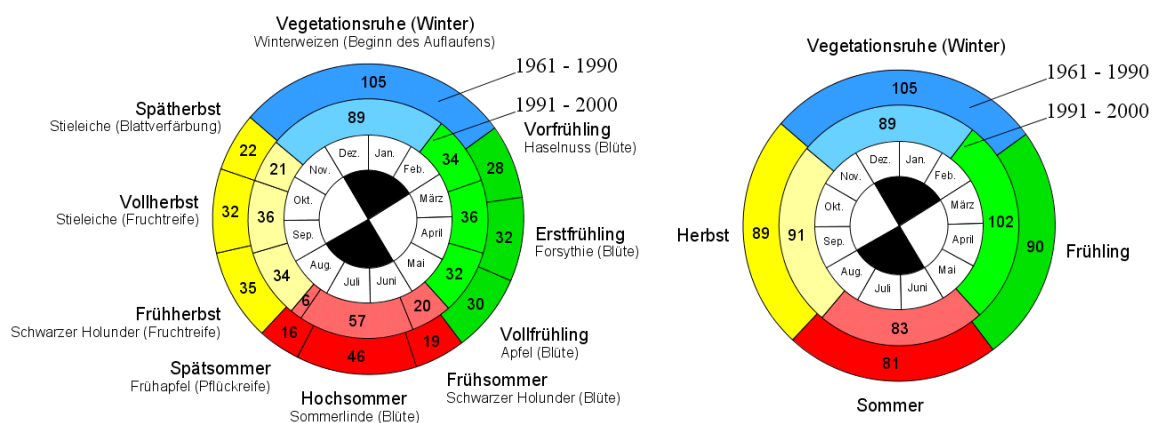 Vegetationsruhe (Winter)
Winterweizen (Beginn des Auflaufens)
1961 - 1990
1991 - 2000
105
89
Spätherbst
Stieleiche (Blattverfärbung)
Vorfrühling
Haselnuss (Blüte)
22
21
34
28
Dez.
Jan.
Nov.
Feb.
Okt.
März
Sep.
April
Aug.
Mai
Juli
Juni
Vollherbst
Stieleiche (Fruchtreife)
32
36
36
32
Erstfrühling
Forsythie (Blüte)
35
34
32
30
6
57
20
16
46
19
Frühherbst
Schwarzer Holunder (Fruchtreife)
Vollfrühling
Apfel (Blüte)
Spätsommer
Frühapfel (Pflückreife)
Hochsommer
Sommerlinde (Blüte)
Frühsommer
Schwarzer Holunder (Blüte)
Vegetationsruhe (Winter)
1961 - 1990
1991 - 2000
105
89
Dez.
Jan.
Nov.
Feb.
Okt.
März
Sep.
April
Aug.
Mai
Juli
Juni
Herbst
89
91
102
90
Frühling
83
81
Sommer